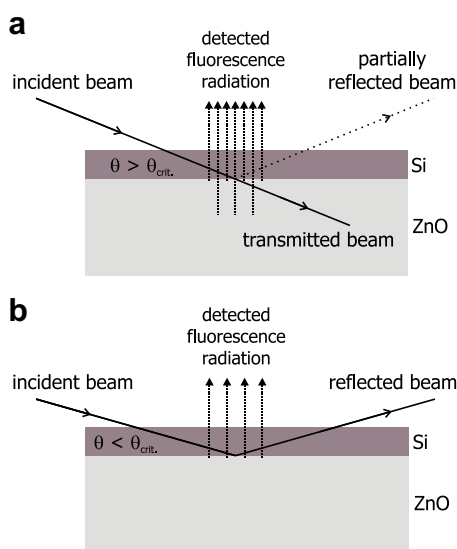 a
detected
fluorescence
radiation
partially
reflected beam
incident beam
θ > θcrit.
Si
ZnO
transmitted beam
b
detected
fluorescence
radiation
incident beam
reflected beam
θ < θcrit.
Si
ZnO